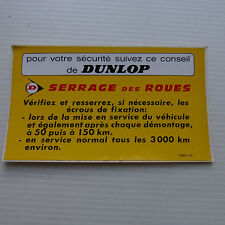 pour votre sécurité suivez ce conseil
de DUNLOP
D SERRAGE DES ROUES
Vérifiez et resserrez, si nécessaire, les
écrous de fixation:
- lors de la mise en service du véhicule
et également après chaque démontage,
à 50 puis à 150 km.
- en service normal tous les 3000 km
environ.